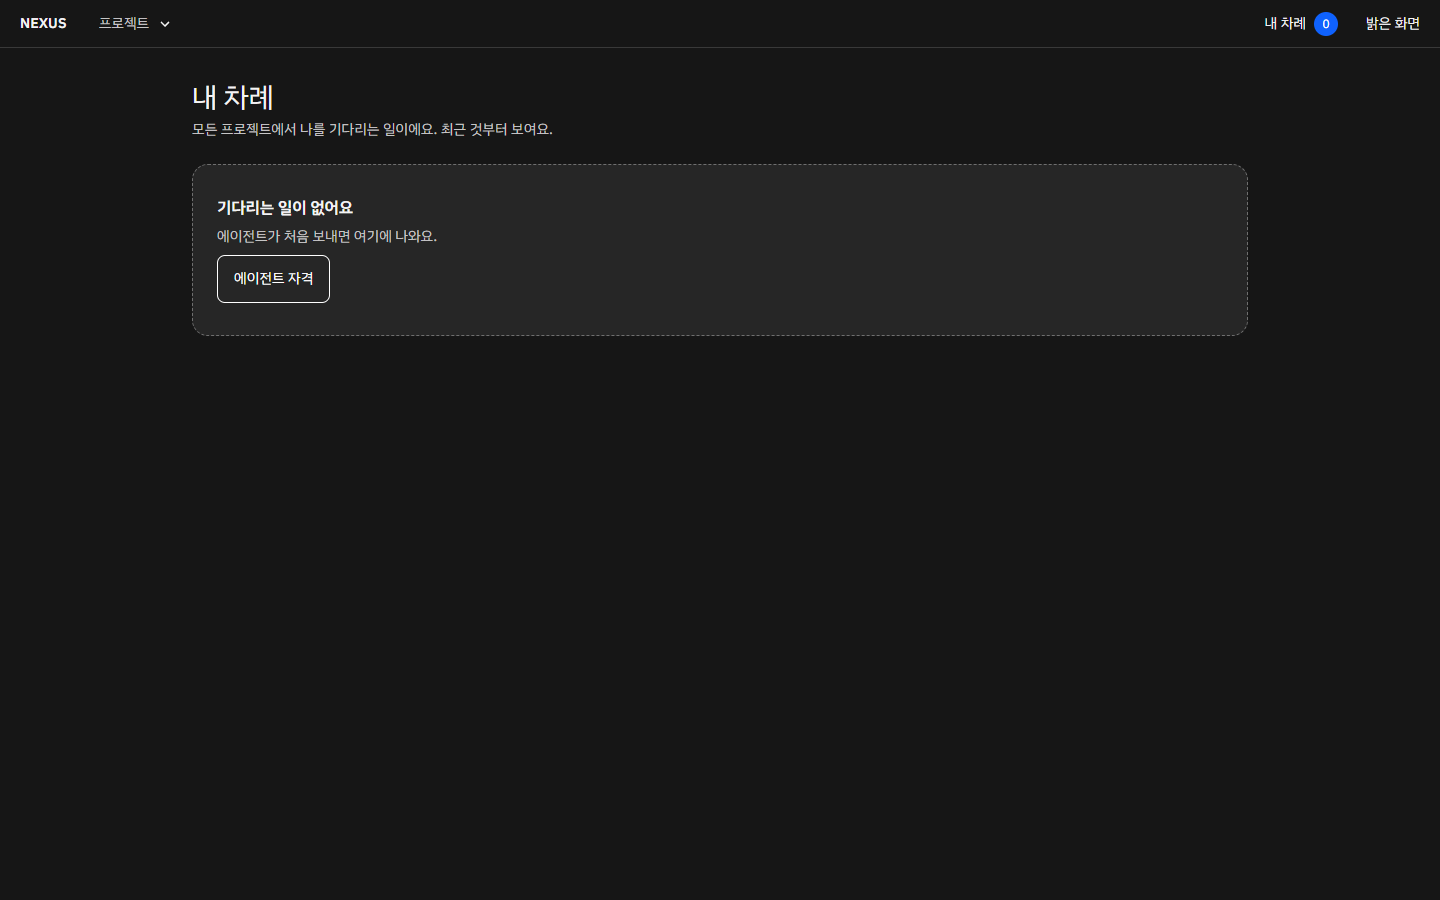 NEXUS 프로젝트 내 차례 0 밝은 화면
내 차례
모든 프로젝트에서 나를 기다리는 일이에요. 최근 것부터 보여요.
기다리는 일이 없어요
에이전트가 처음 보내면 여기에 나와요.
에이전트 자격